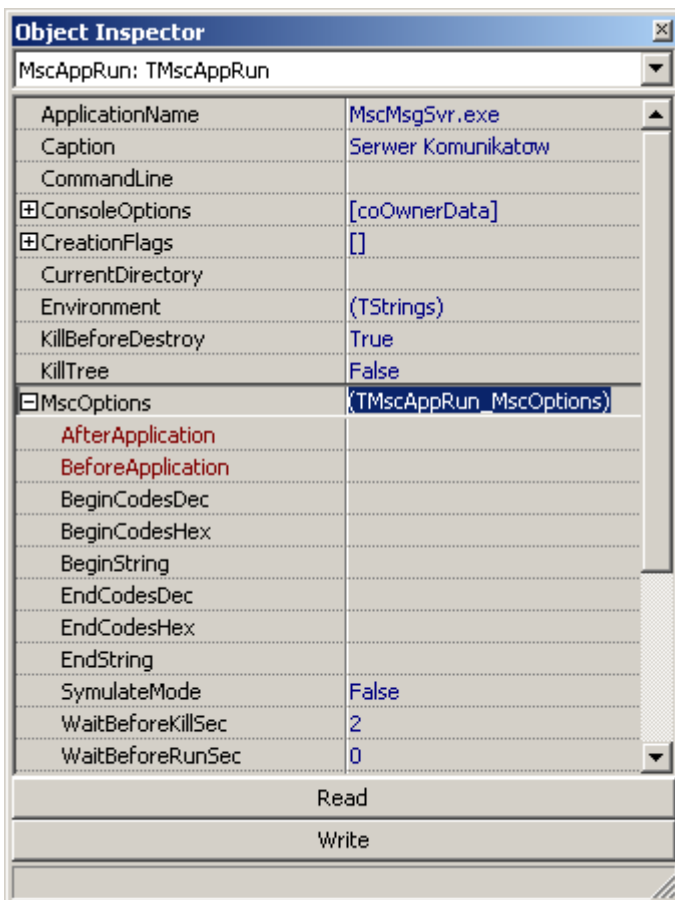 Object Inspector
MscAppRun: TMscAppRun
ApplicationName MscMsgSvr.exe
Caption Serwer Komunikatow
CommandLine
ConsoleOptions [coOwnerData]
CreationFlags []
CurrentDirectory
Environment (TStrings)
KillBeforeDestroy True
KillTree False
MscOptions (TMscAppRun_MscOptions)
AfterApplication
BeforeApplication
BeginCodesDec
BeginCodesHex
BeginString
EndCodesDec
EndCodesHex
EndString
SymulateMode False
WaitBeforeKillSec 2
WaitBeforeRunSec 0
Read
Write